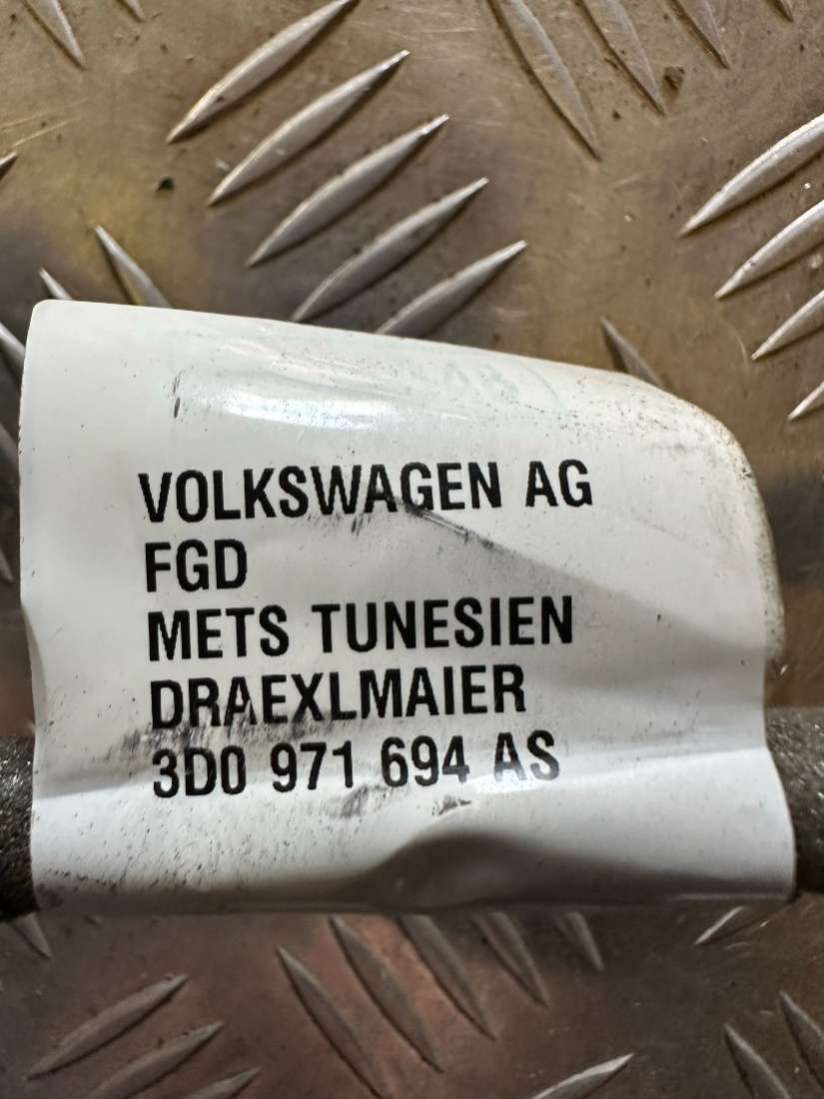 VOLKSWAGEN AG
FGD
METS TUNESIEN
DRAEXLMAIER
3D0 971 694 AS